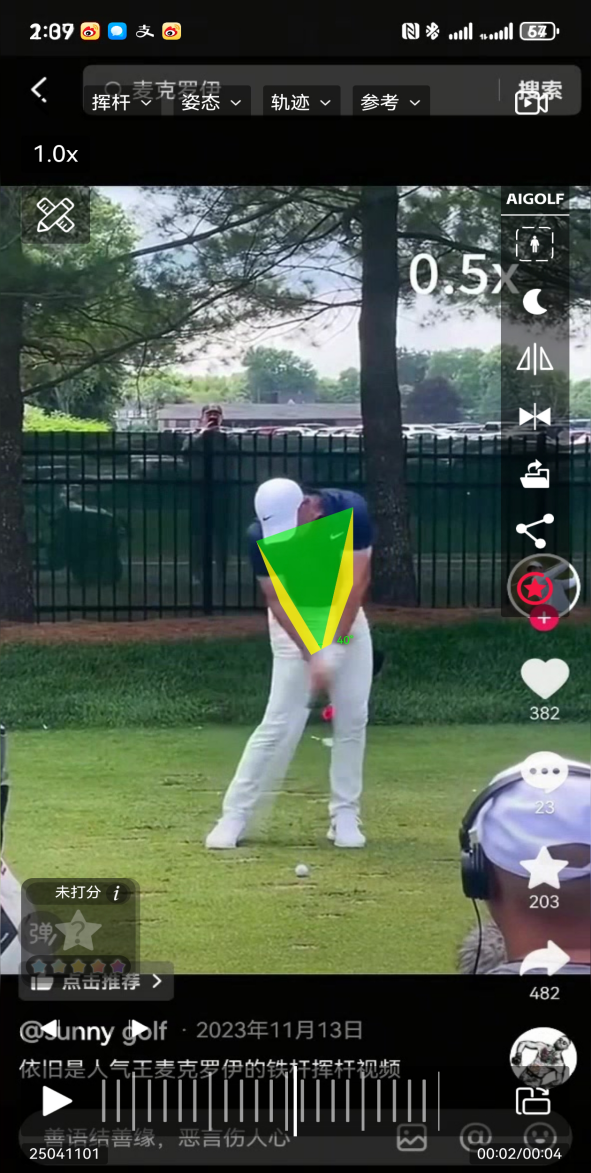 2:09
支
57
麦克罗伊
搜索
挥杆 姿态 轨迹 参考
1.0x
AIGOLF
0.5x
40°
382
23
未打分 i
弹
?
203
点击推荐
482
@sunny golf · 2023年11月13日
依旧是人气王麦克罗伊的铁杆挥杆视频
善语结善缘，恶言伤人心
@
25041101
00:02/00:04